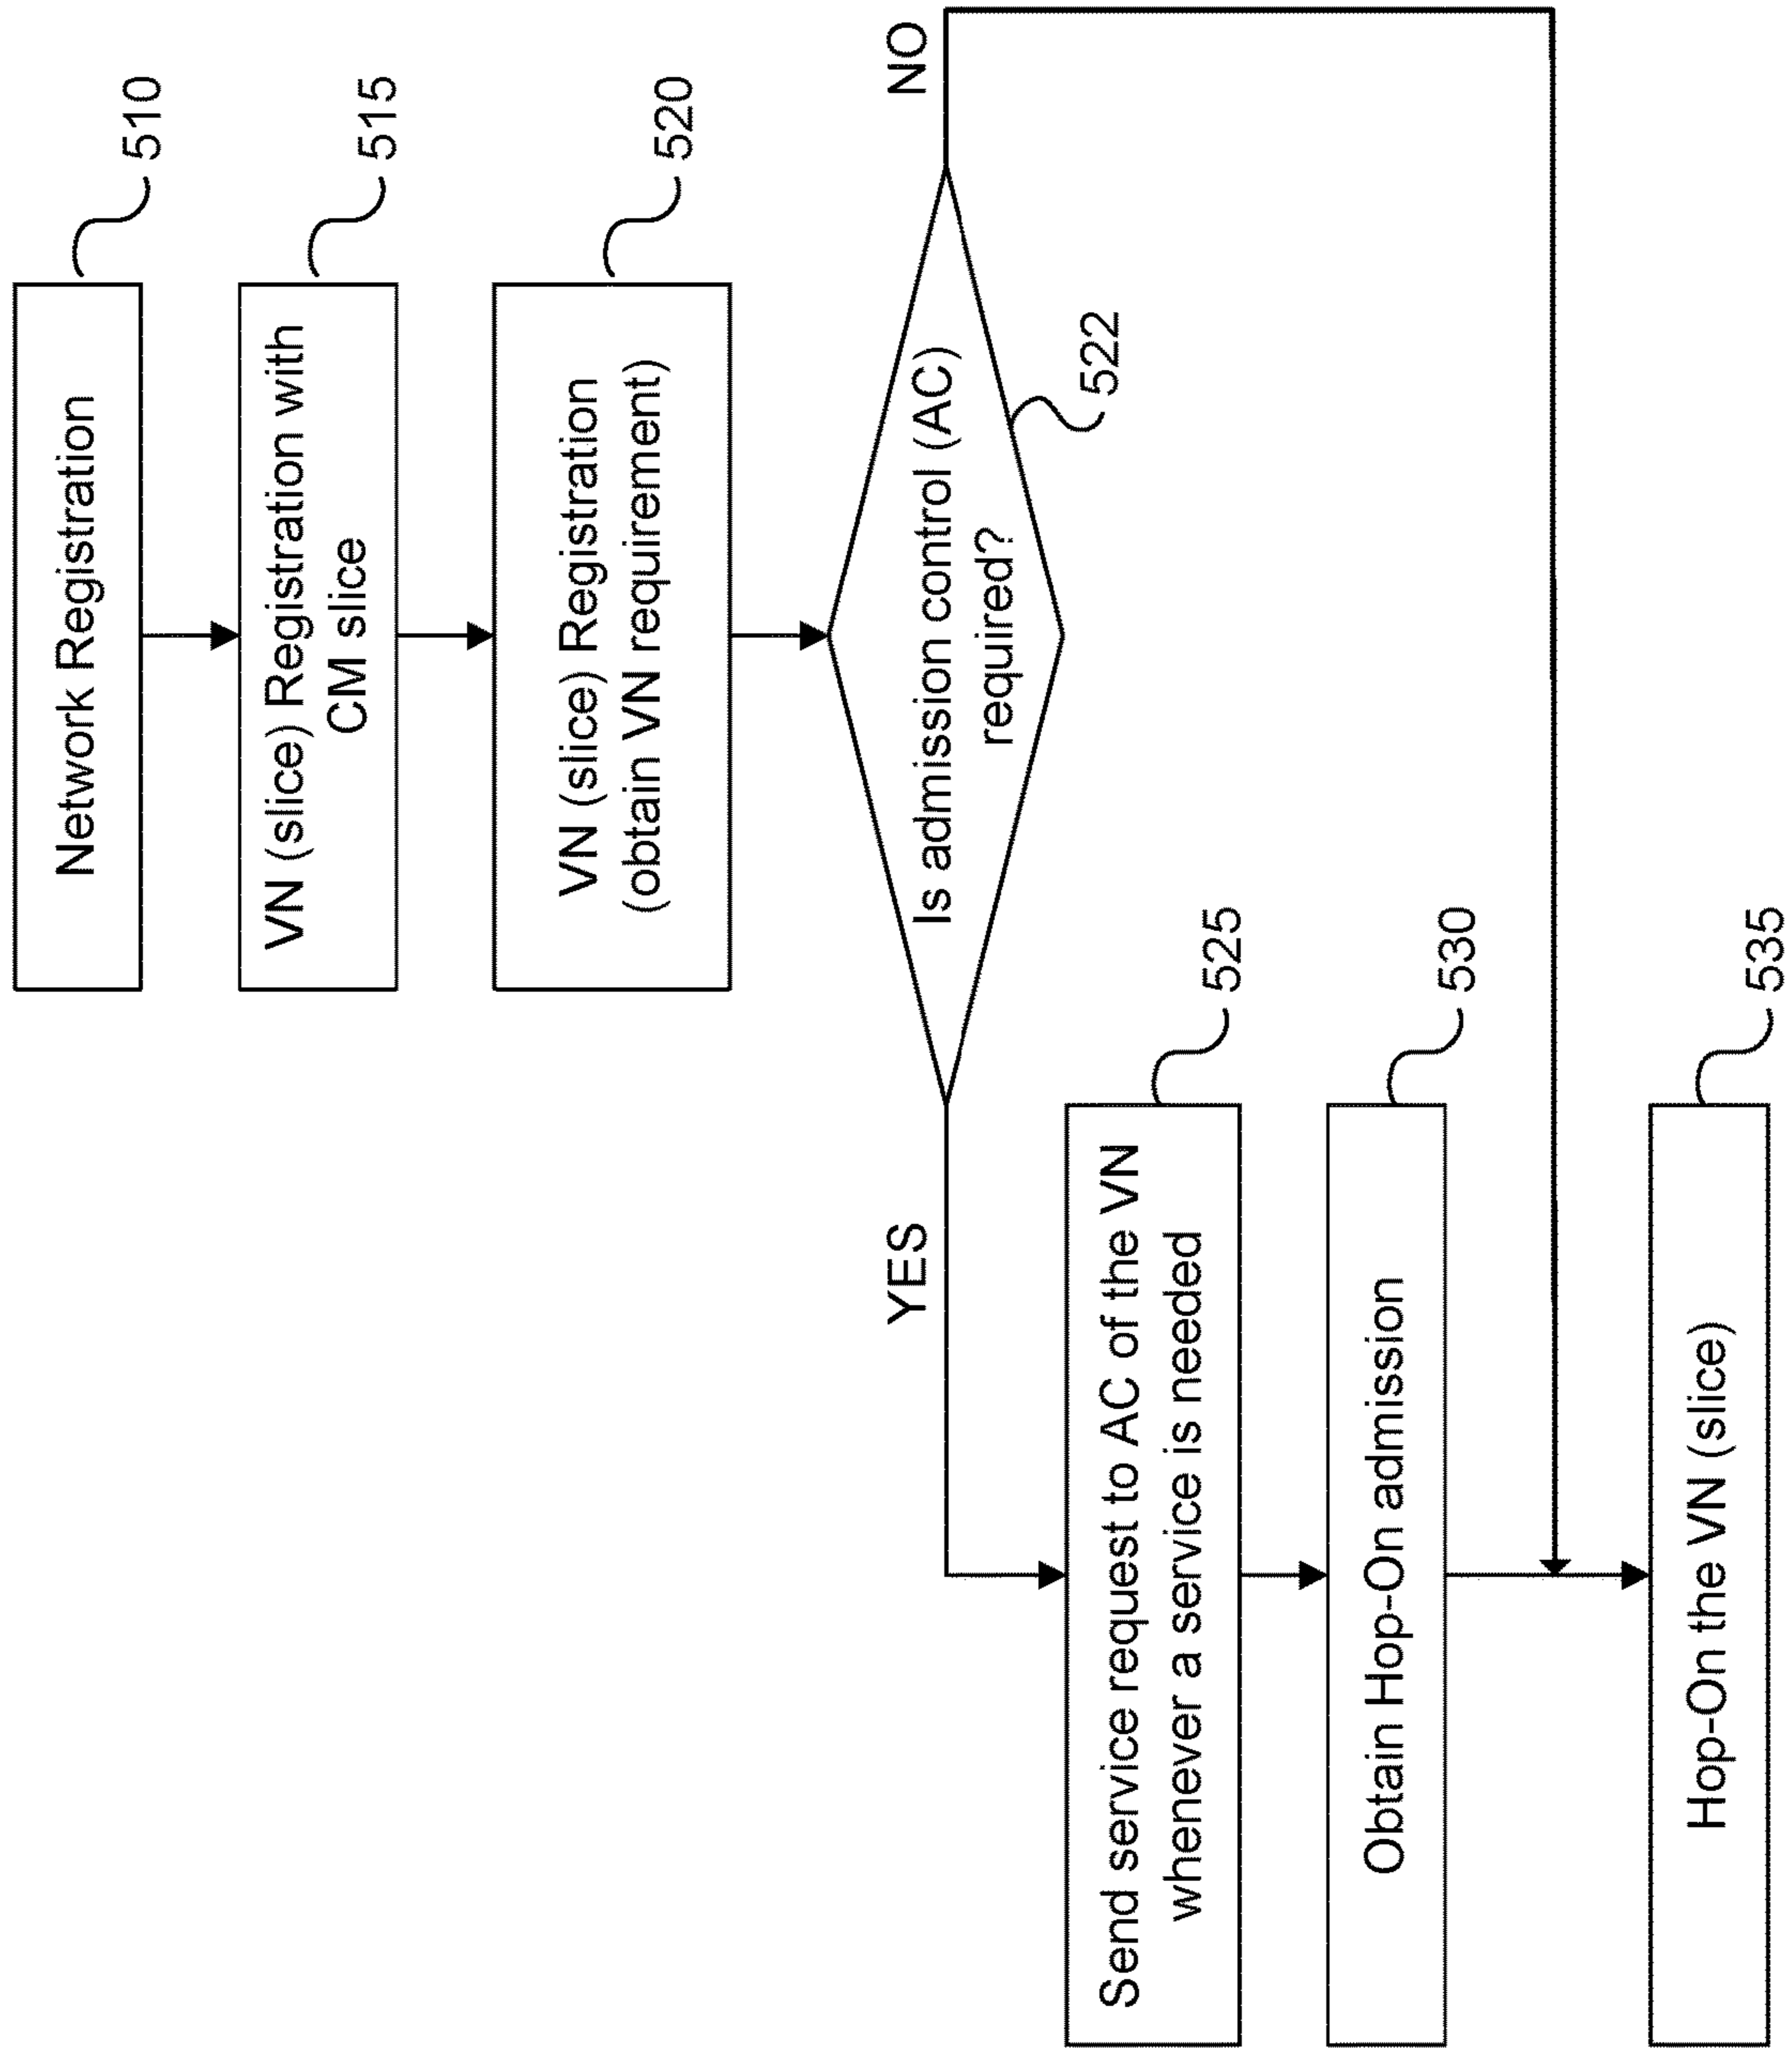 Network Registration
510
VN (slice) Registration with
CM slice
515
VN (slice) Registration
(obtain VN requirement)
520
Is admission control (AC)
required?
522
YES
NO
Send service request to AC of the VN
whenever a service is needed
525
Obtain Hop-On admission
530
Hop-On the VN (slice)
535